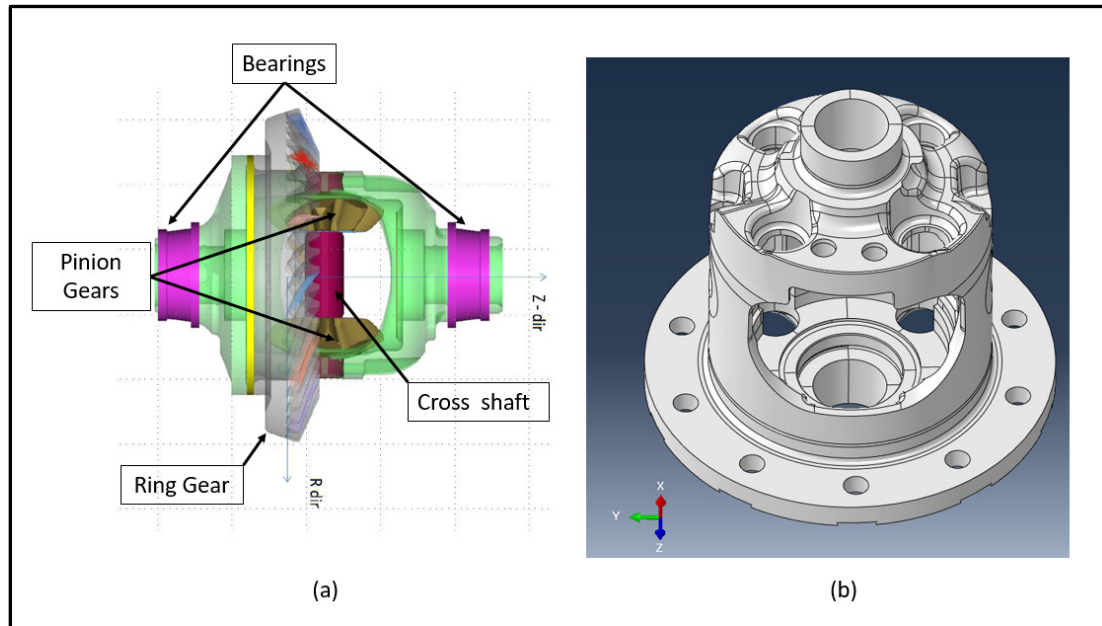 Bearings
Pinion
Gears
Z - dir
Cross shaft
Ring Gear
R dir
X
Y
Z
(a)
(b)